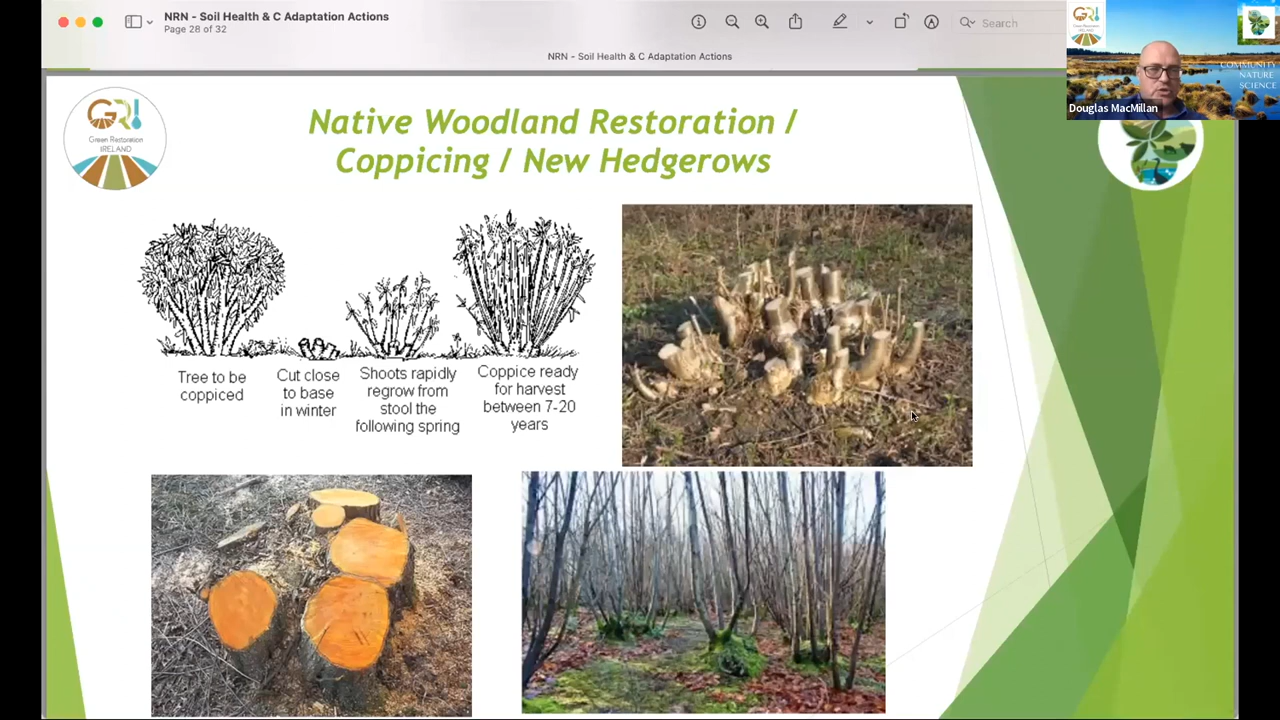 NRN - Soil Health & C Adaptation Actions
Page 28 of 32
Search
NRN - Soil Health & C Adaptation Actions
COMMUNITY
NATURE
SCIENCE
Douglas MacMillan
GRI
Green Restoration
IRELAND
Native Woodland Restoration /
Coppicing / New Hedgerows
Tree to be
coppiced
Cut close
to base
in winter
Shoots rapidly
regrow from
stool the
following spring
Coppice ready
for harvest
between 7-20
years